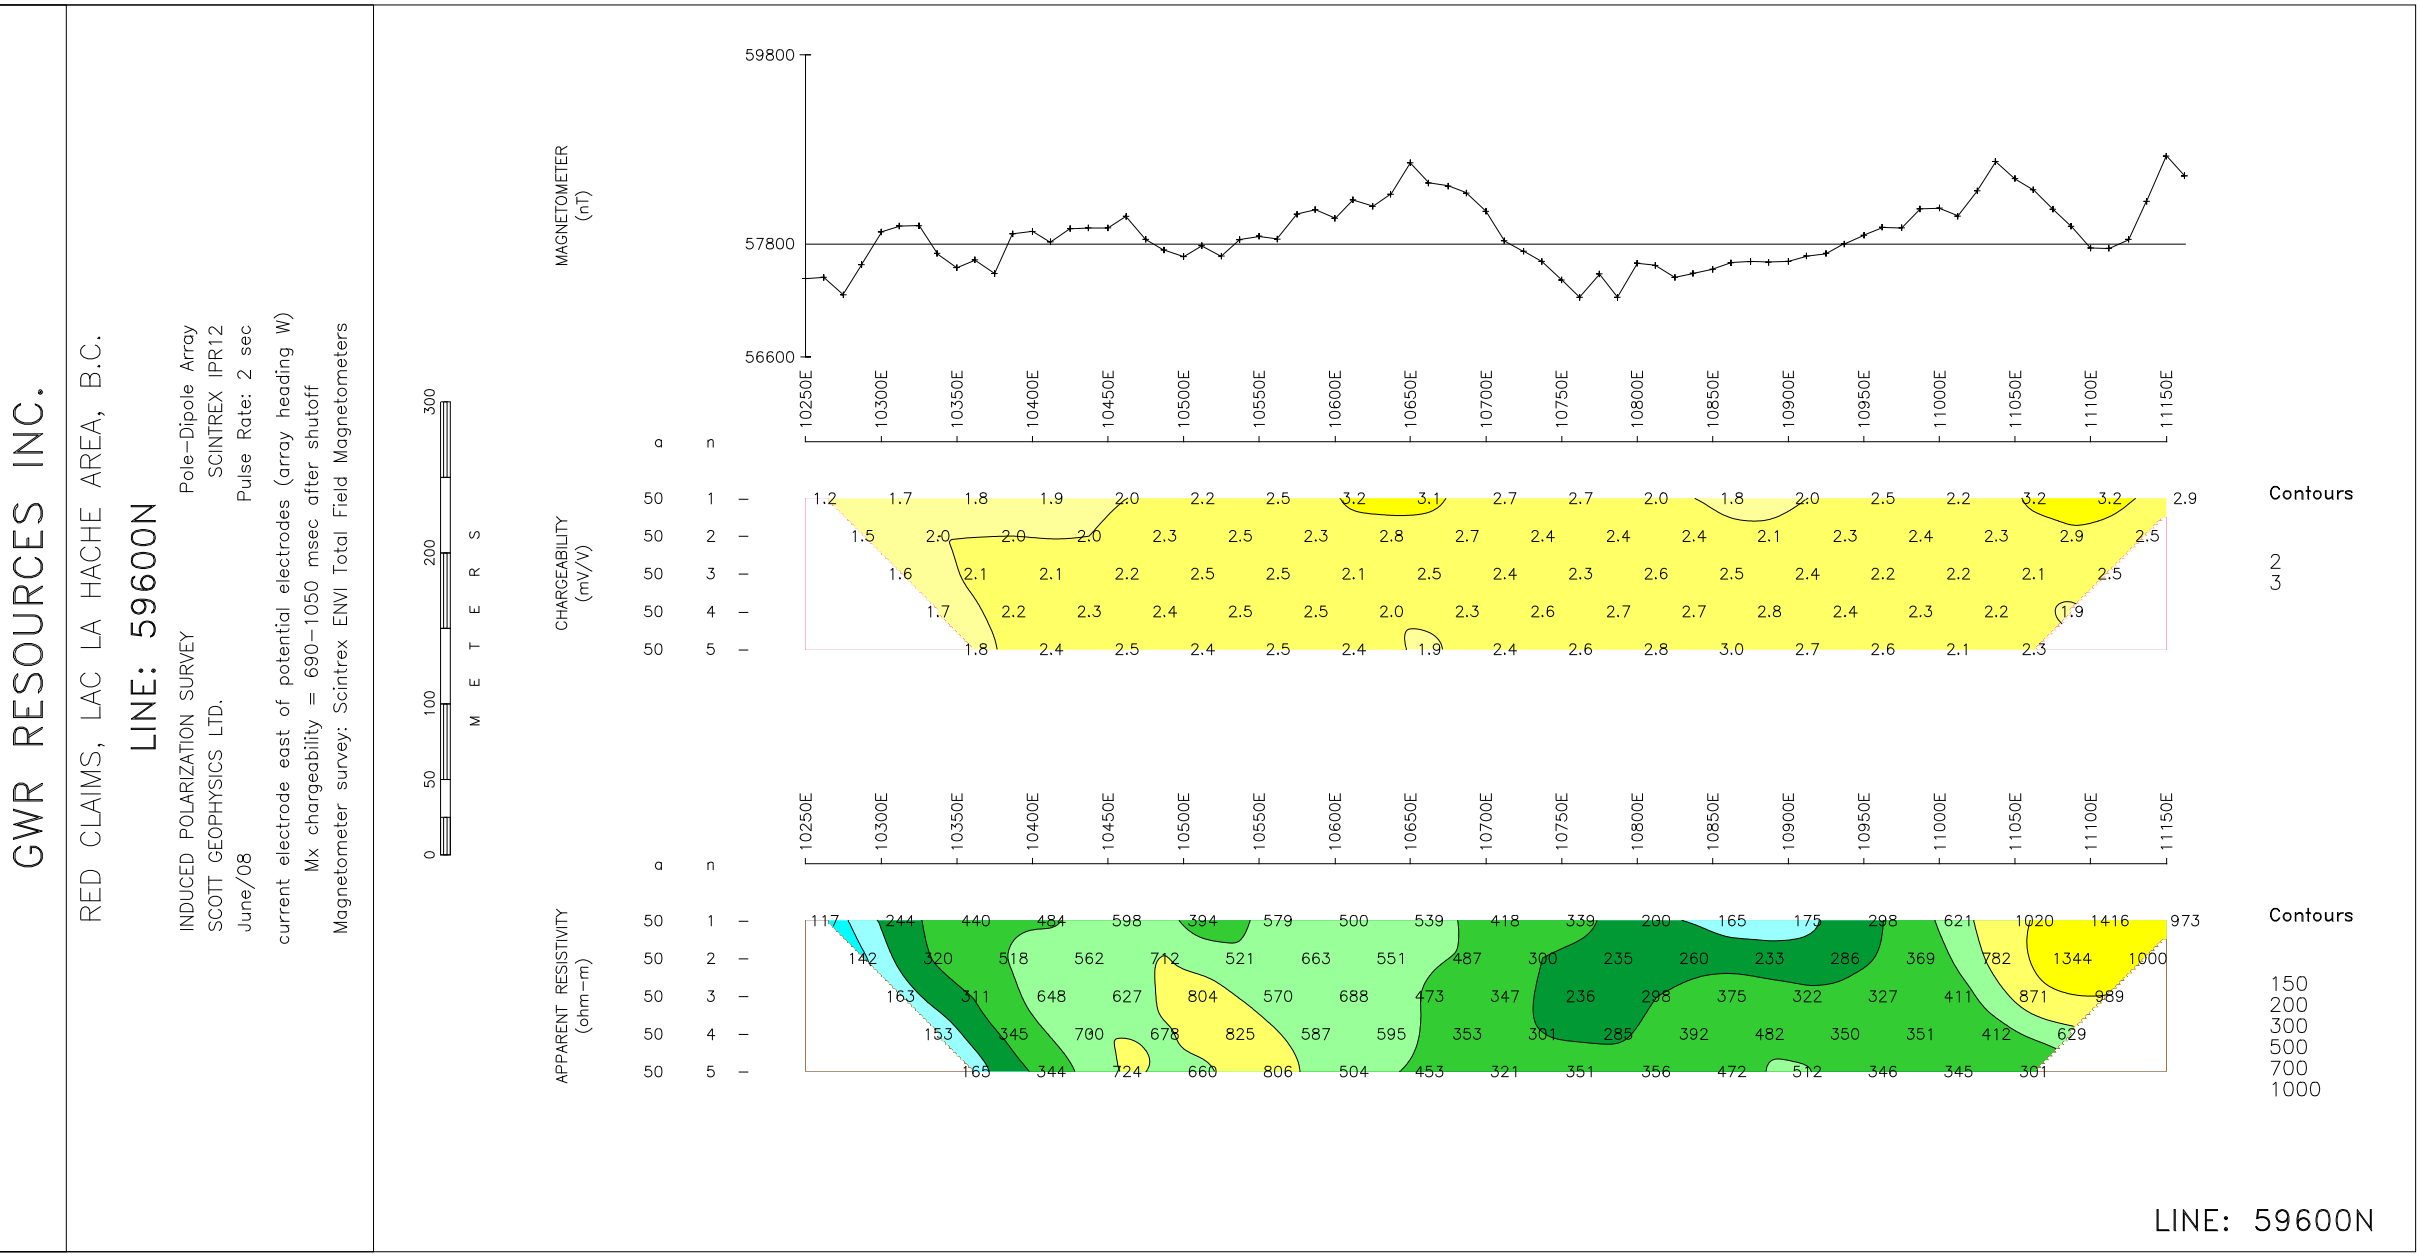 GWR RESOURCES INC.
RED CLAIMS, LAC LA HACHE AREA, B.C.
LINE: 59600N
INDUCED POLARIZATION SURVEY Pole-Dipole Array
SCOTT GEOPHYSICS LTD. SCINTREX IPR12
June/08 Pulse Rate: 2 sec
current electrode east of potential electrodes (array heading W)
Mx chargeability = 690-1050 msec after shutoff
Magnetometer survey: Scintrex ENVI Total Field Magnetometers
0 50 100 200 300
METERS
MAGNETOMETER
(nT)
59800
57800
56600
10250E 10300E 10350E 10400E 10450E 10500E 10550E 10600E 10650E 10700E 10750E 10800E 10850E 10900E 10950E 11000E 11050E 11100E 11150E
a n
CHARGEABILITY
(mV/V)
50 1 - 1.2 1.7 1.8 1.9 2.0 2.2 2.5 3.2 3.1 2.7 2.7 2.0 1.8 2.0 2.5 2.2 3.2 3.2 2.9
50 2 - 1.5 2.0 2.0 2.0 2.3 2.5 2.3 2.8 2.7 2.4 2.4 2.4 2.1 2.3 2.4 2.3 2.9 2.5
50 3 - 1.6 2.1 2.1 2.2 2.5 2.5 2.1 2.5 2.4 2.3 2.6 2.5 2.4 2.2 2.2 2.1 2.5
50 4 - 1.7 2.2 2.3 2.4 2.5 2.5 2.0 2.3 2.6 2.7 2.7 2.8 2.4 2.3 2.2 1.9
50 5 - 1.8 2.4 2.5 2.4 2.5 2.4 1.9 2.4 2.6 2.8 3.0 2.7 2.6 2.1 2.3
Contours
2
3
10250E 10300E 10350E 10400E 10450E 10500E 10550E 10600E 10650E 10700E 10750E 10800E 10850E 10900E 10950E 11000E 11050E 11100E 11150E
a n
APPARENT RESISTIVITY
(ohm-m)
50 1 - 117 244 440 484 598 394 579 500 539 418 339 200 165 175 298 621 1020 1416 973
50 2 - 142 320 518 562 712 521 663 551 487 300 235 260 233 286 369 782 1344 1000
50 3 - 163 311 648 627 804 570 688 473 347 236 298 375 322 327 411 871 989
50 4 - 153 345 700 678 825 587 595 353 301 285 392 482 350 351 412 629
50 5 - 165 344 724 660 806 504 453 321 351 356 472 512 346 345 301
Contours
150
200
300
500
700
1000
LINE: 59600N